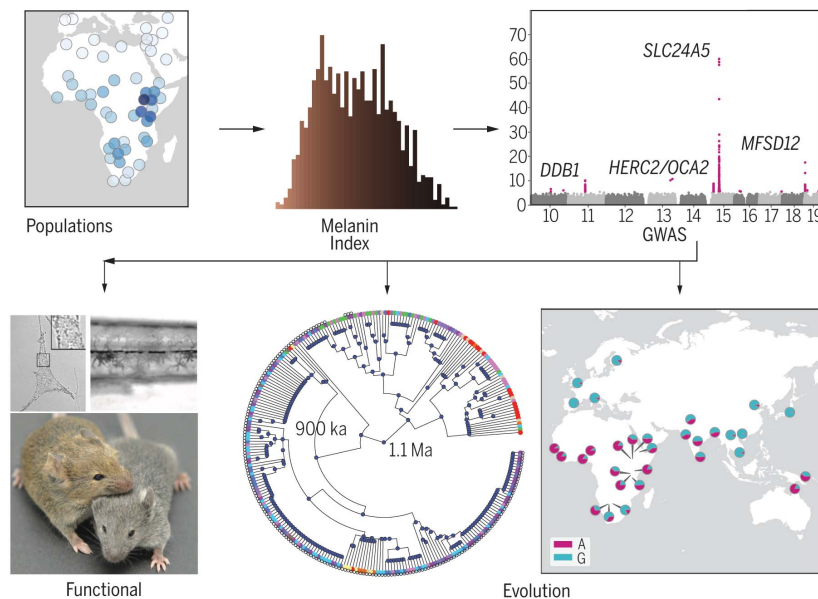 Populations
Melanin
Index
70
60
50
40
30
20
10
0
SLC24A5
DDB1
HERC2/OCA2
MFSD12
10 11 12 13 14 15 16 17 18 19
GWAS
Functional
900 ka
1.1 Ma
A
G
Evolution